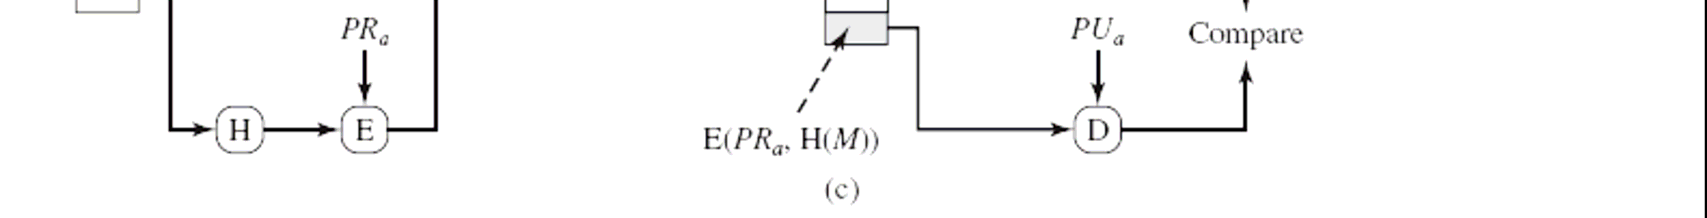 PRa
PUa
Compare
H
E
D
E(PRa, H(M))
(c)